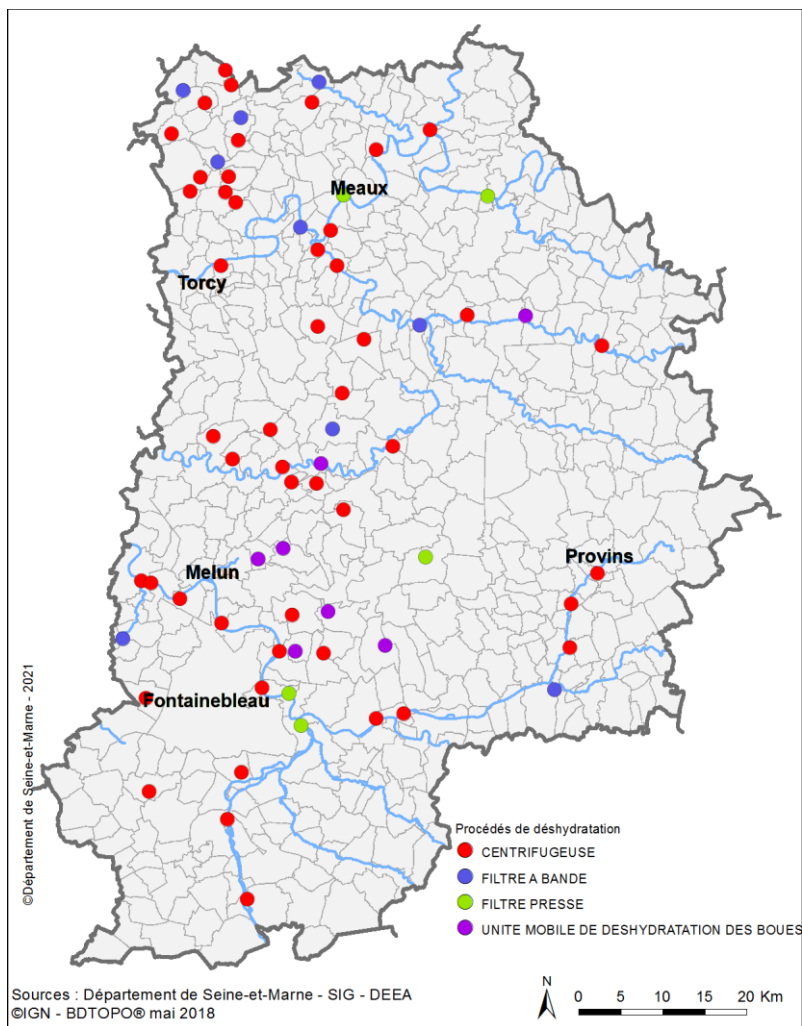 Meaux
Torcy
Provins
Melun
Fontainebleau
©Département de Seine-et-Marne - 2021
Procédés de déshydratation
CENTRIFUGEUSE
FILTRE A BANDE
FILTRE PRESSE
UNITE MOBILE DE DESHYDRATATION DES BOUES
Sources : Département de Seine-et-Marne - SIG - DEEA
©IGN - BDTOPO® mai 2018
N
0 5 10 15 20 Km